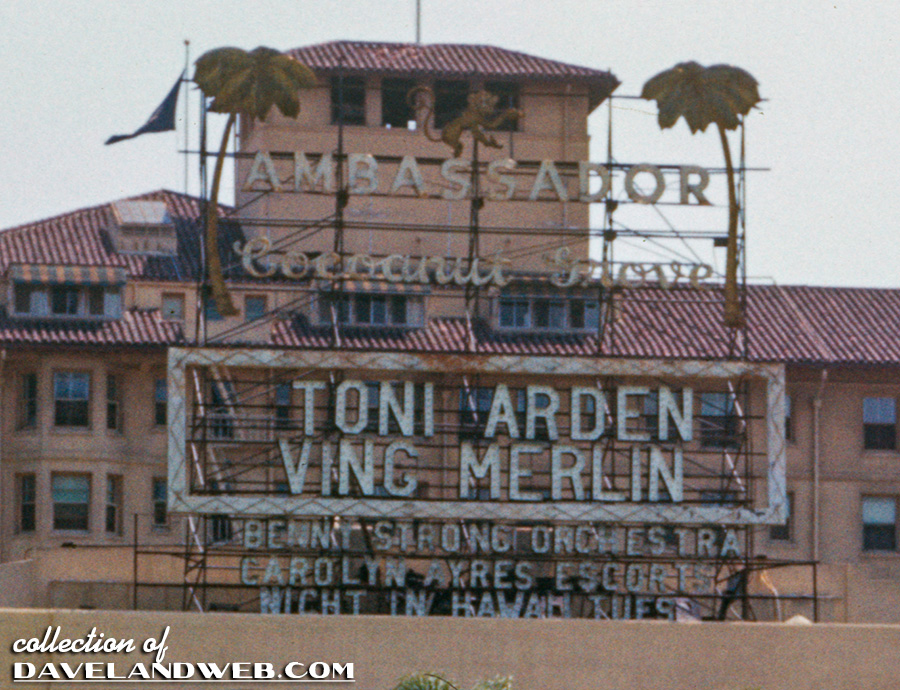 AMBASSADOR
Cocoanut Grove
TONI ARDEN
VING MERLIN
BENNY STRONG ORCHESTRA
CAROLYN AYRES ESCORTS
NIGHT IN HAWAII TUES
collection of
DAVELANDWEB.COM